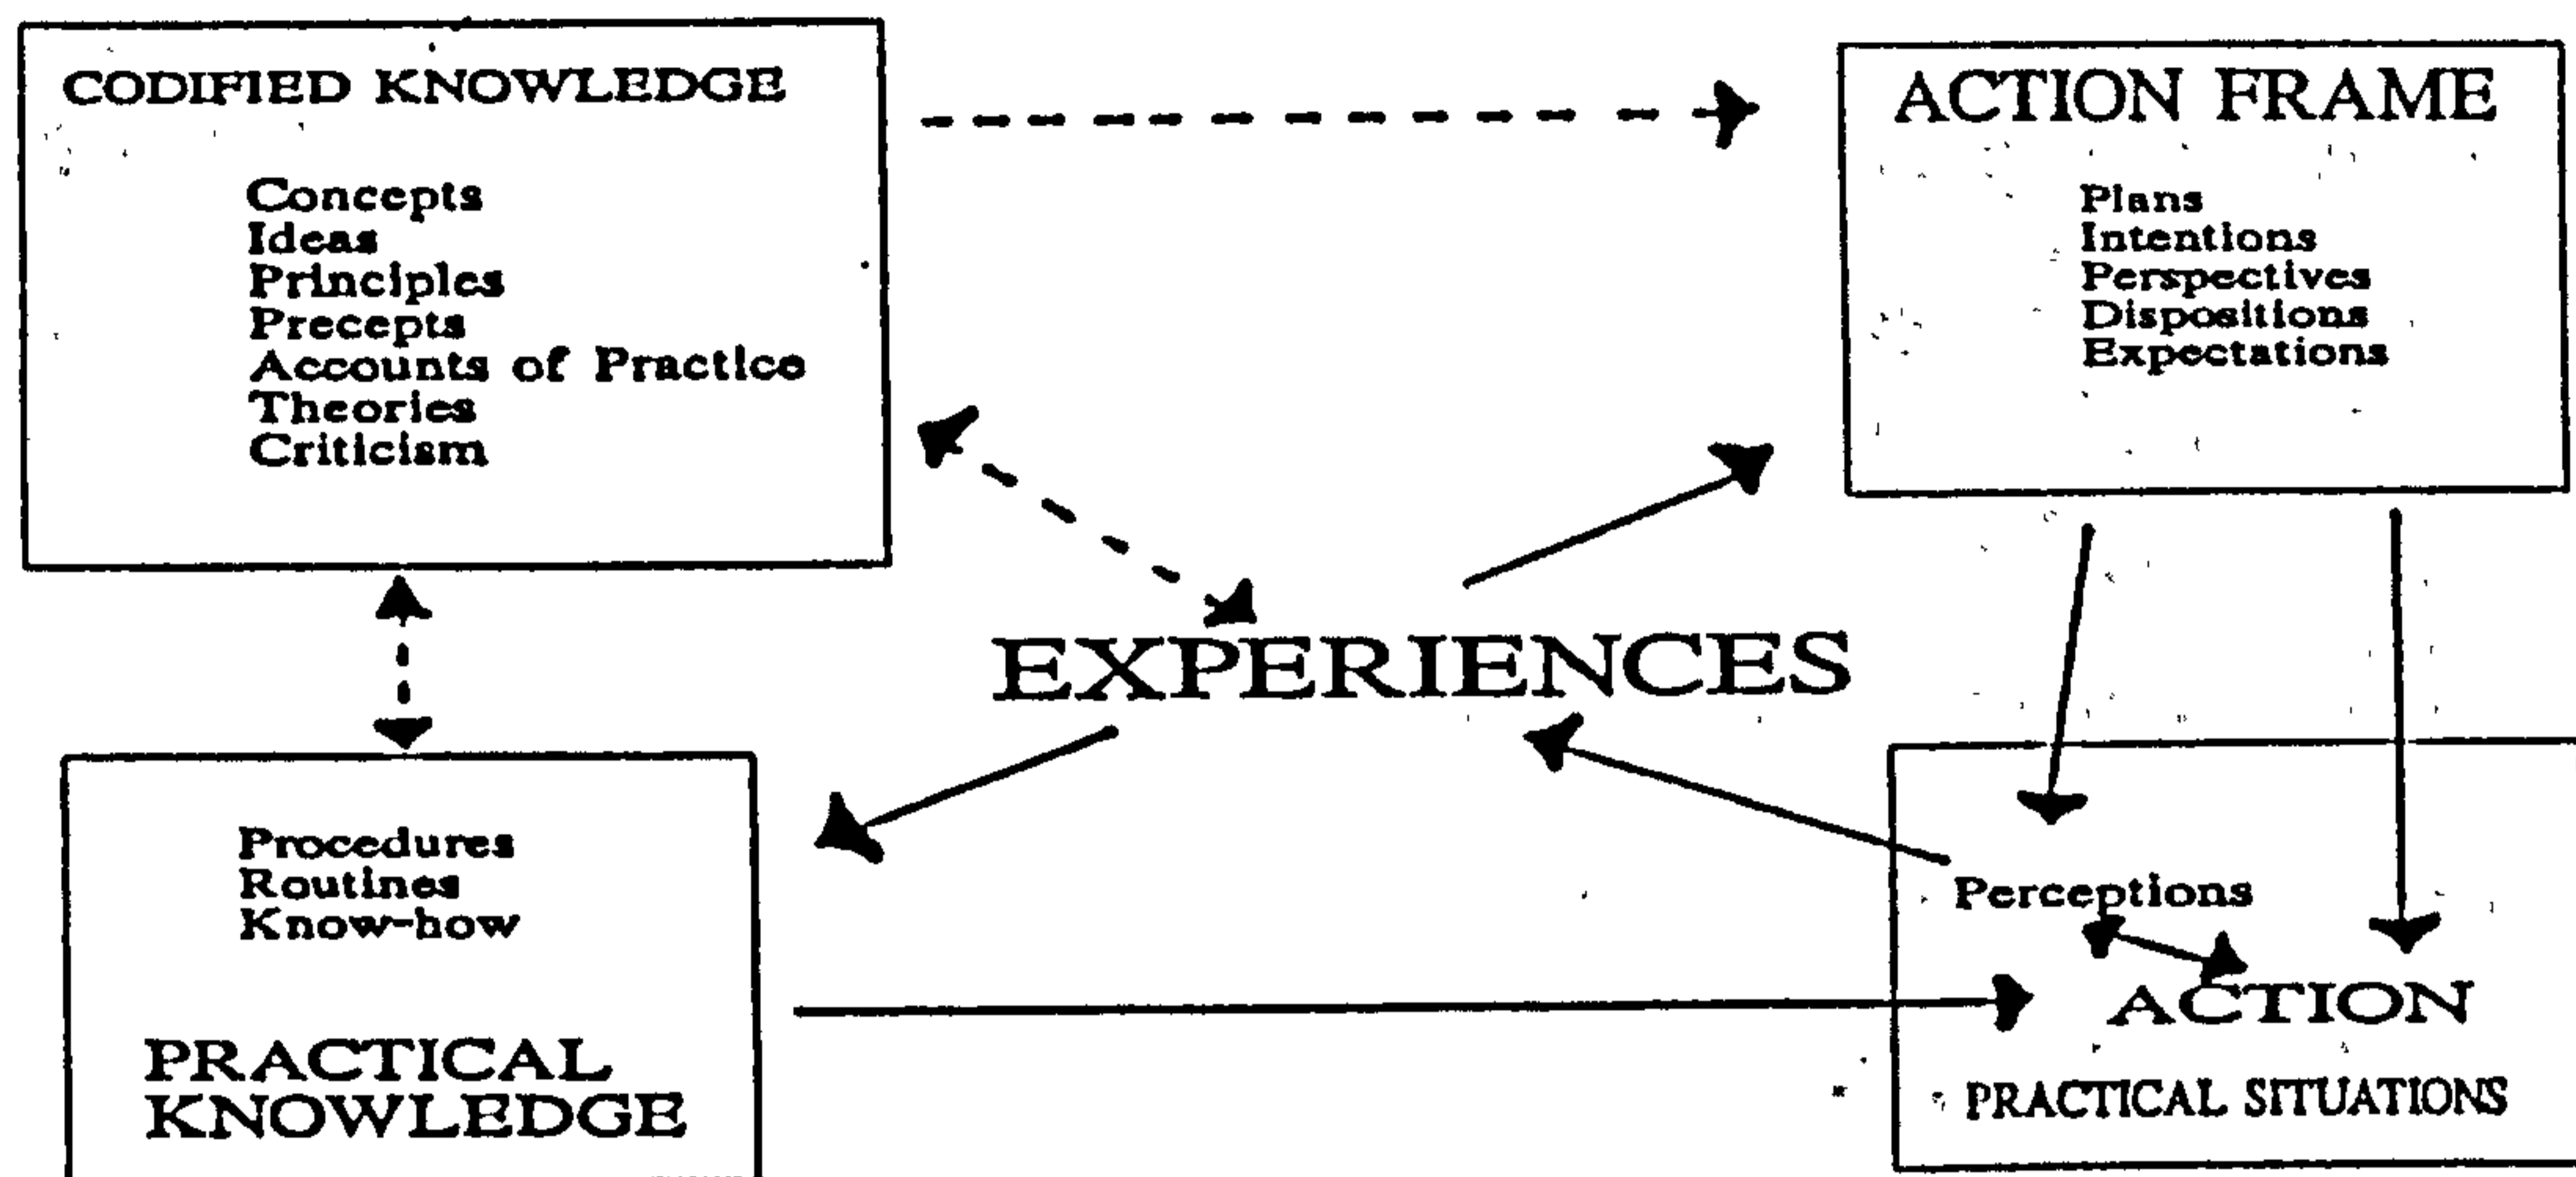 CODIFIED KNOWLEDGE
Concepts
Ideas
Principles
Precepts
Accounts of Practice
Theories
Criticism
ACTION FRAME
Plans
Intentions
Perspectives
Dispositions
Expectations
EXPERIENCES
Procedures
Routines
Know-how
PRACTICAL
KNOWLEDGE
Perceptions
ACTION
PRACTICAL SITUATIONS